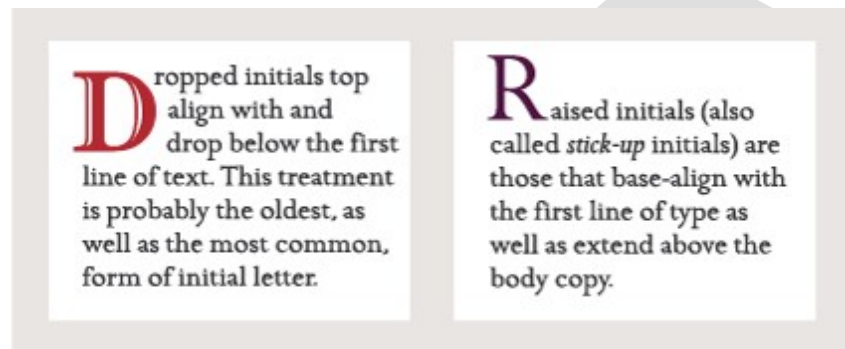 Dropped initials top
align with and
drop below the first
line of text. This treatment
is probably the oldest, as
well as the most common,
form of initial letter.
Raised initials (also
called stick-up initials) are
those that base-align with
the first line of type as
well as extend above the
body copy.